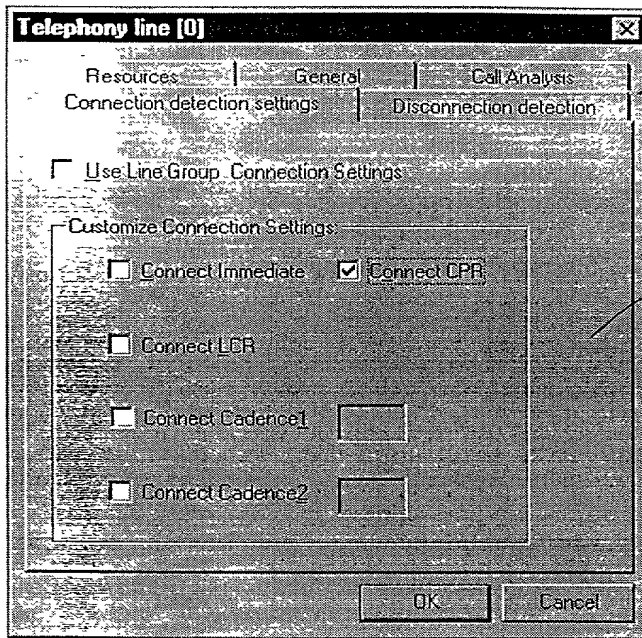 Telephony line [0]
Resources General Call Analysis
Connection detection settings Disconnection detection
Use Line Group Connection Settings
Customize Connection Settings
Connect Immediate Connect CPR
Connect LCR
Connect Cadence1
Connect Cadence2
OK Cancel